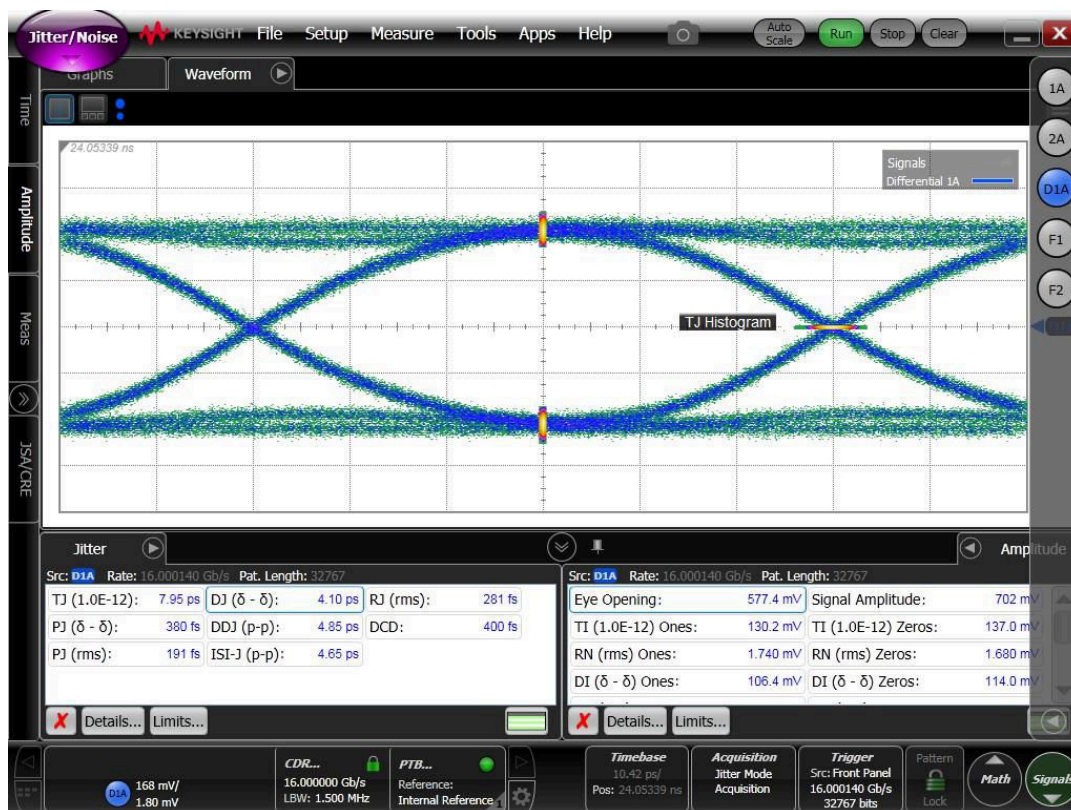 Jitter/Noise
KEYSIGHT File Setup Measure Tools Apps Help Auto Scale Run Stop Clear
Graphs Waveform
Time
Amplitude
Meas
JSA/CRE
24.05339 ns
Signals
Differential 1A
TJ Histogram
1A
2A
D1A
F1
F2
Jitter
Src: D1A Rate: 16.000140 Gb/s Pat. Length: 32767
TJ (1.0E-12): 7.95 ps DJ (δ - δ): 4.10 ps RJ (rms): 281 fs
PJ (δ - δ): 380 fs DDJ (p-p): 4.85 ps DCD: 400 fs
PJ (rms): 191 fs ISI-J (p-p): 4.65 ps
Details... Limits...
Amplitude
Src: D1A Rate: 16.000140 Gb/s Pat. Length: 32767
Eye Opening: 577.4 mV Signal Amplitude: 702 mV
TI (1.0E-12) Ones: 130.2 mV TI (1.0E-12) Zeros: 137.0 mV
RN (rms) Ones: 1.740 mV RN (rms) Zeros: 1.680 mV
DI (δ - δ) Ones: 106.4 mV DI (δ - δ) Zeros: 114.0 mV
Details... Limits...
D1A 168 mV/
1.80 mV
CDR...
16.000000 Gb/s
LBW: 1.500 MHz
PTB...
Reference:
Internal Reference
Timebase
10.42 ps/
Pos: 24.05339 ns
Acquisition
Jitter Mode
Acquisition
Trigger
Src: Front Panel
16.000140 Gb/s
32767 bits
Pattern
Lock
Math
Signals